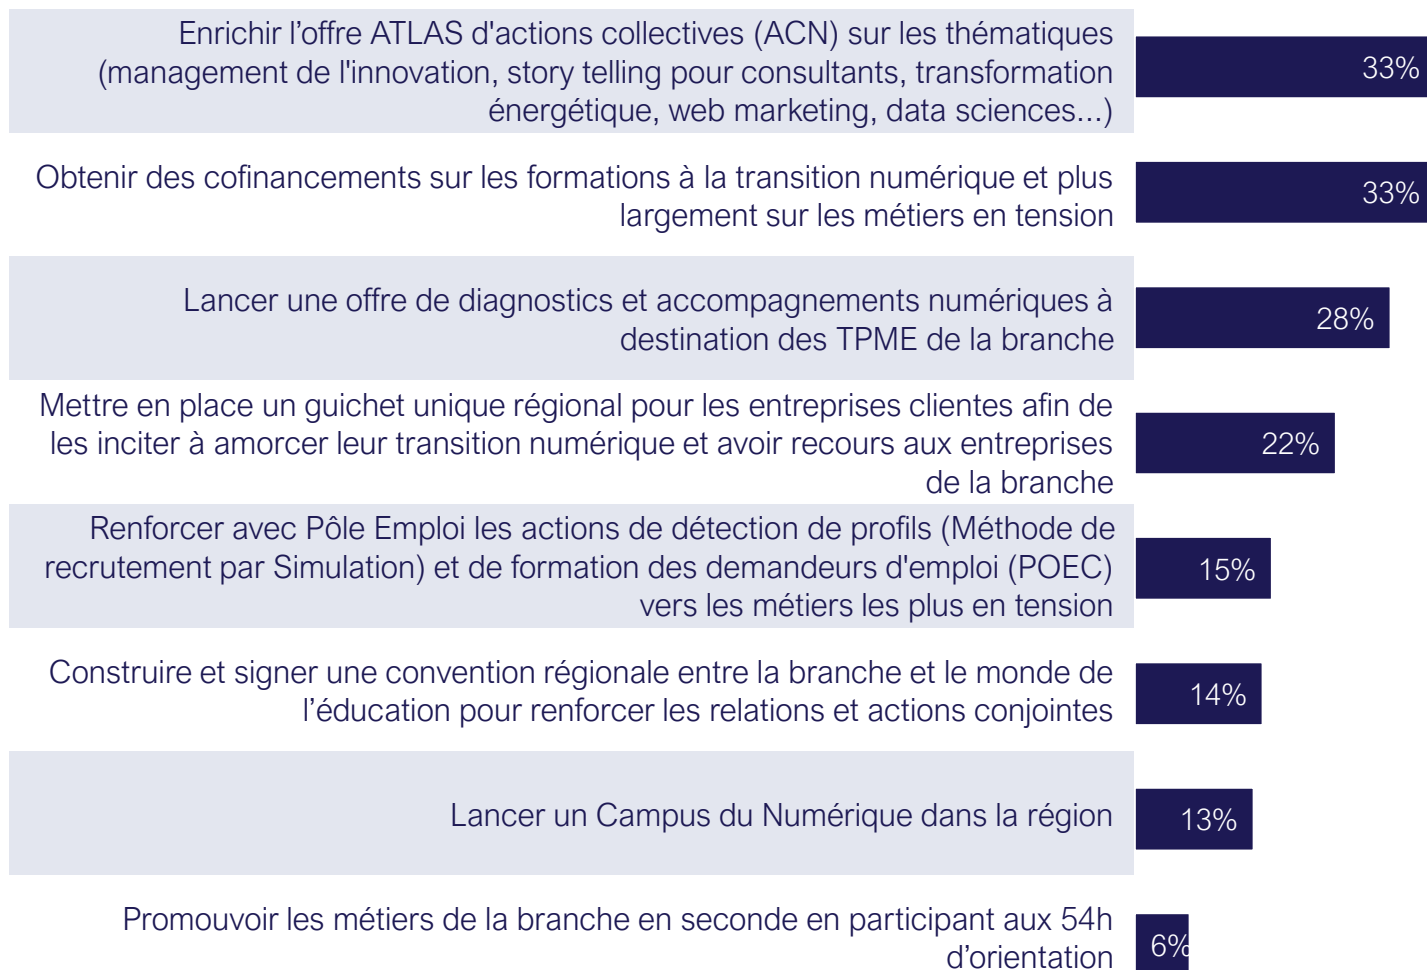 Enrichir l’offre ATLAS d'actions collectives (ACN) sur les thématiques
(management de l'innovation, story telling pour consultants, transformation
énergétique, web marketing, data sciences...)
33%
Obtenir des cofinancements sur les formations à la transition numérique et plus
largement sur les métiers en tension
33%
Lancer une offre de diagnostics et accompagnements numériques à
destination des TPME de la branche
28%
Mettre en place un guichet unique régional pour les entreprises clientes afin de
les inciter à amorcer leur transition numérique et avoir recours aux entreprises
de la branche
22%
Renforcer avec Pôle Emploi les actions de détection de profils (Méthode de
recrutement par Simulation) et de formation des demandeurs d'emploi (POEC)
vers les métiers les plus en tension
15%
Construire et signer une convention régionale entre la branche et le monde de
l’éducation pour renforcer les relations et actions conjointes
14%
Lancer un Campus du Numérique dans la région
13%
Promouvoir les métiers de la branche en seconde en participant aux 54h
d’orientation
6%